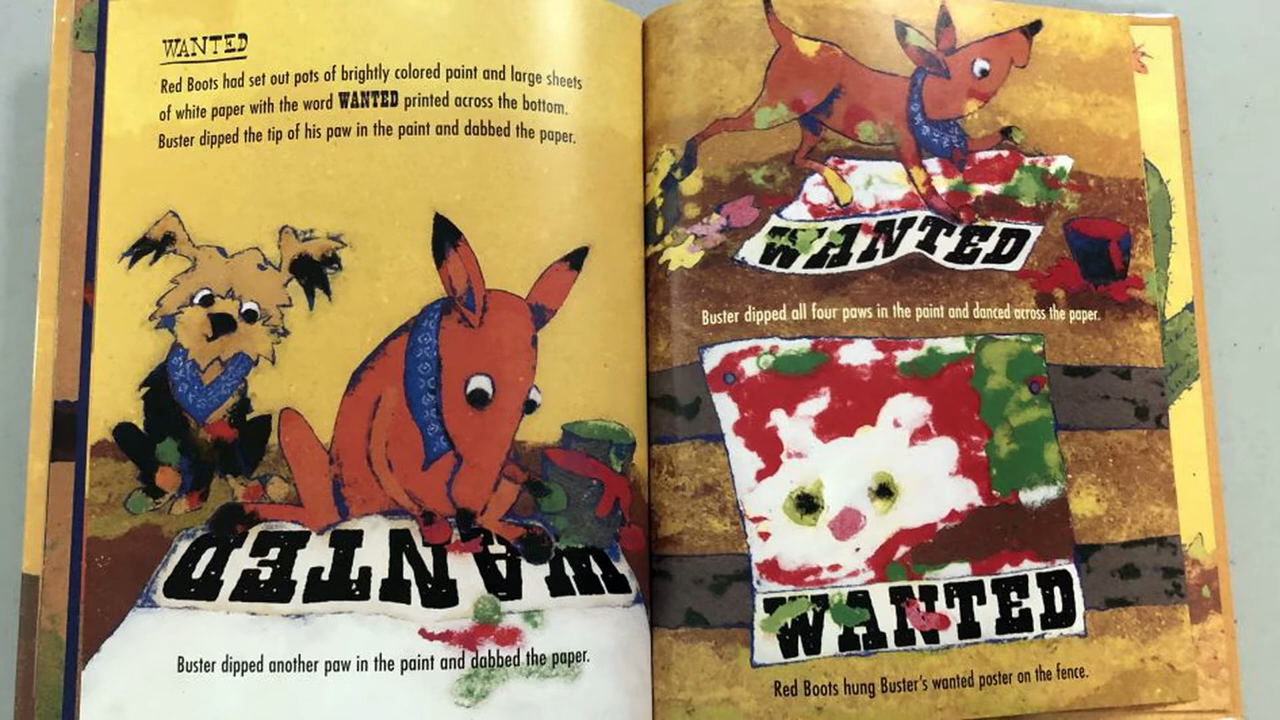 WANTED
Red Boots had set out pots of brightly colored paint and large sheets
of white paper with the word WANTED printed across the bottom.
Buster dipped the tip of his paw in the paint and dabbed the paper.
WANTED
Buster dipped another paw in the paint and dabbed the paper.
WANTED
Buster dipped all four paws in the paint and danced across the paper.
WANTED
Red Boots hung Buster's wanted poster on the fence.